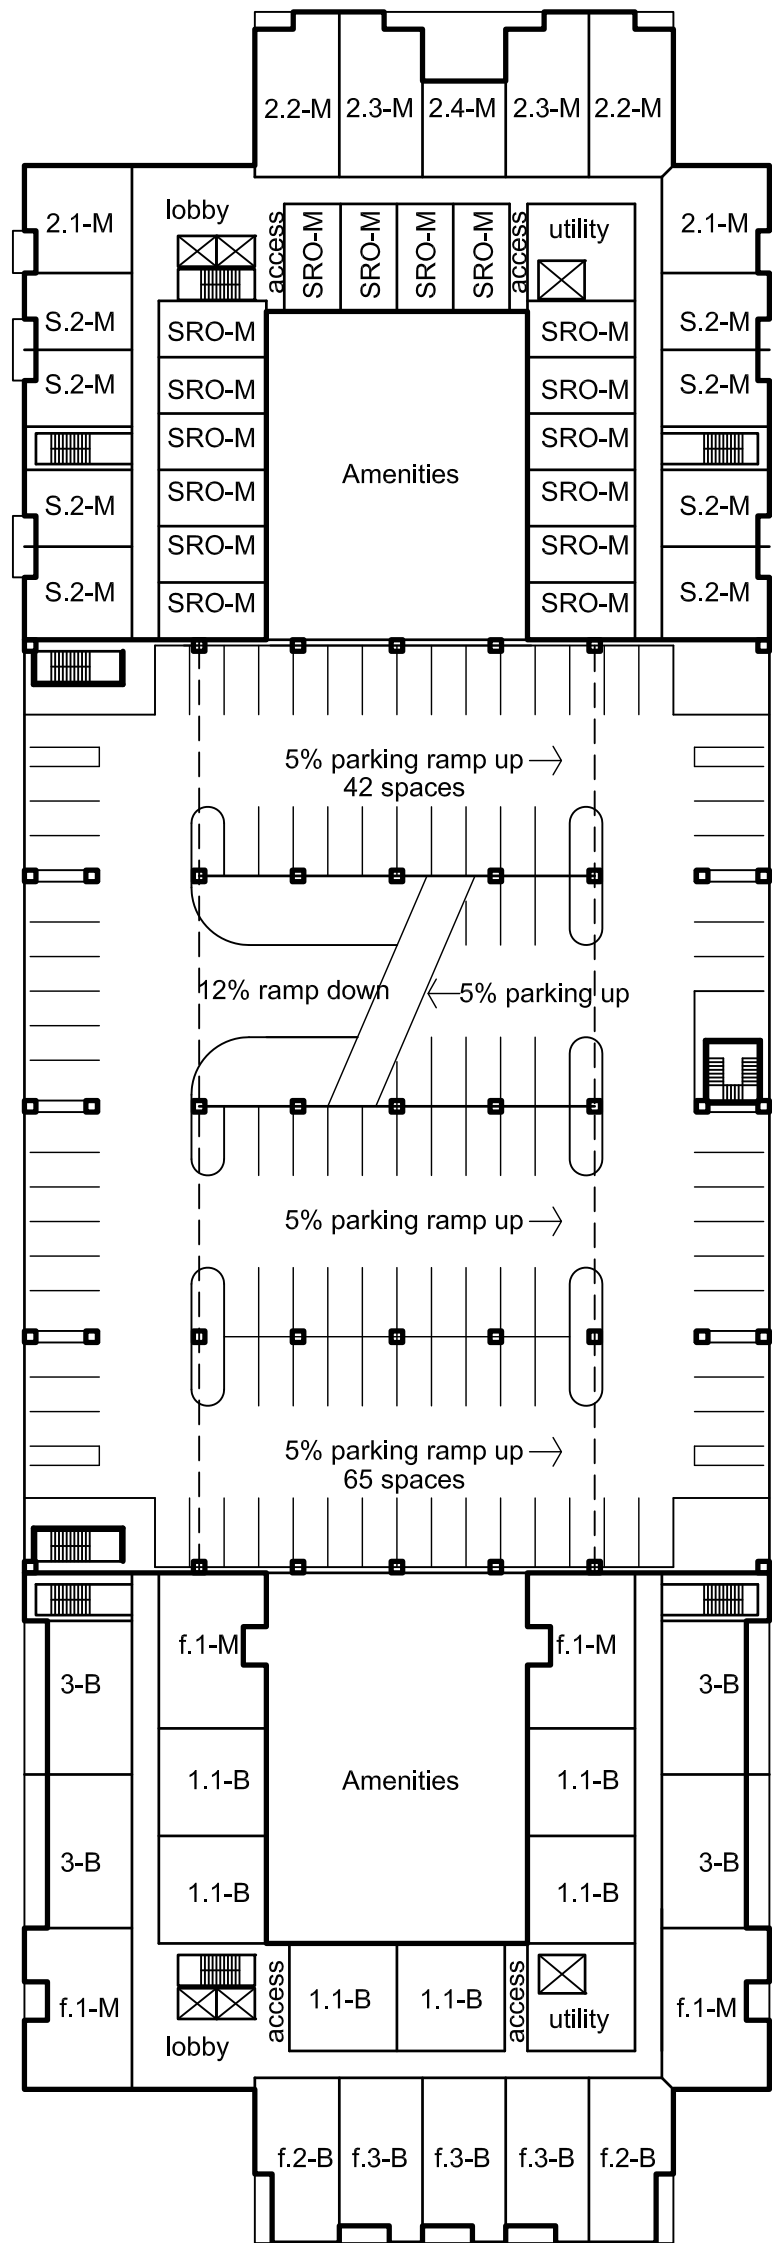 2.2-M 2.3-M 2.4-M 2.3-M 2.2-M
2.1-M lobby access SRO-M SRO-M SRO-M SRO-M access utility 2.1-M
S.2-M SRO-M SRO-M S.2-M
S.2-M SRO-M SRO-M S.2-M
SRO-M SRO-M
Amenities
S.2-M SRO-M SRO-M S.2-M
SRO-M SRO-M
S.2-M SRO-M SRO-M S.2-M
5% parking ramp up
42 spaces
12% ramp down 5% parking up
5% parking ramp up
5% parking ramp up
65 spaces
f.1-M f.1-M
3-B 3-B
1.1-B Amenities 1.1-B
3-B 1.1-B 1.1-B 3-B
f.1-M access 1.1-B 1.1-B access f.1-M
lobby utility
f.2-B f.3-B f.3-B f.3-B f.2-B